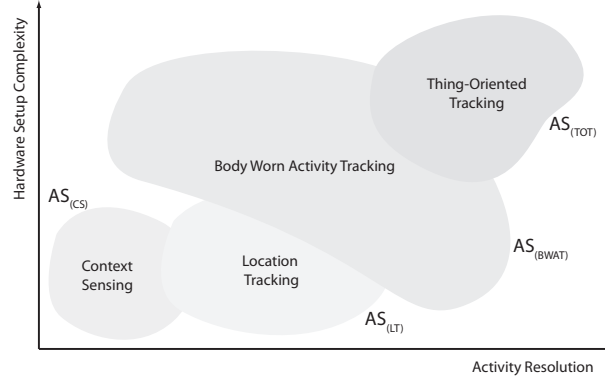 Hardware Setup Complexity
Thing-Oriented
Tracking
AS(TOT)
Body Worn Activity Tracking
AS(CS)
AS(BWAT)
Context
Sensing
Location
Tracking
AS(LT)
Activity Resolution